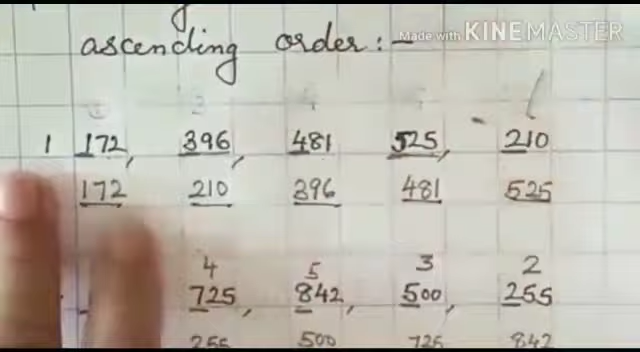 Made with KINEMASTER
ascending order :-
1 172, 396, 481 525, 210
172 210 396 481 525
4 5 3 2
725, 842, 500, 255
255 500 725 842